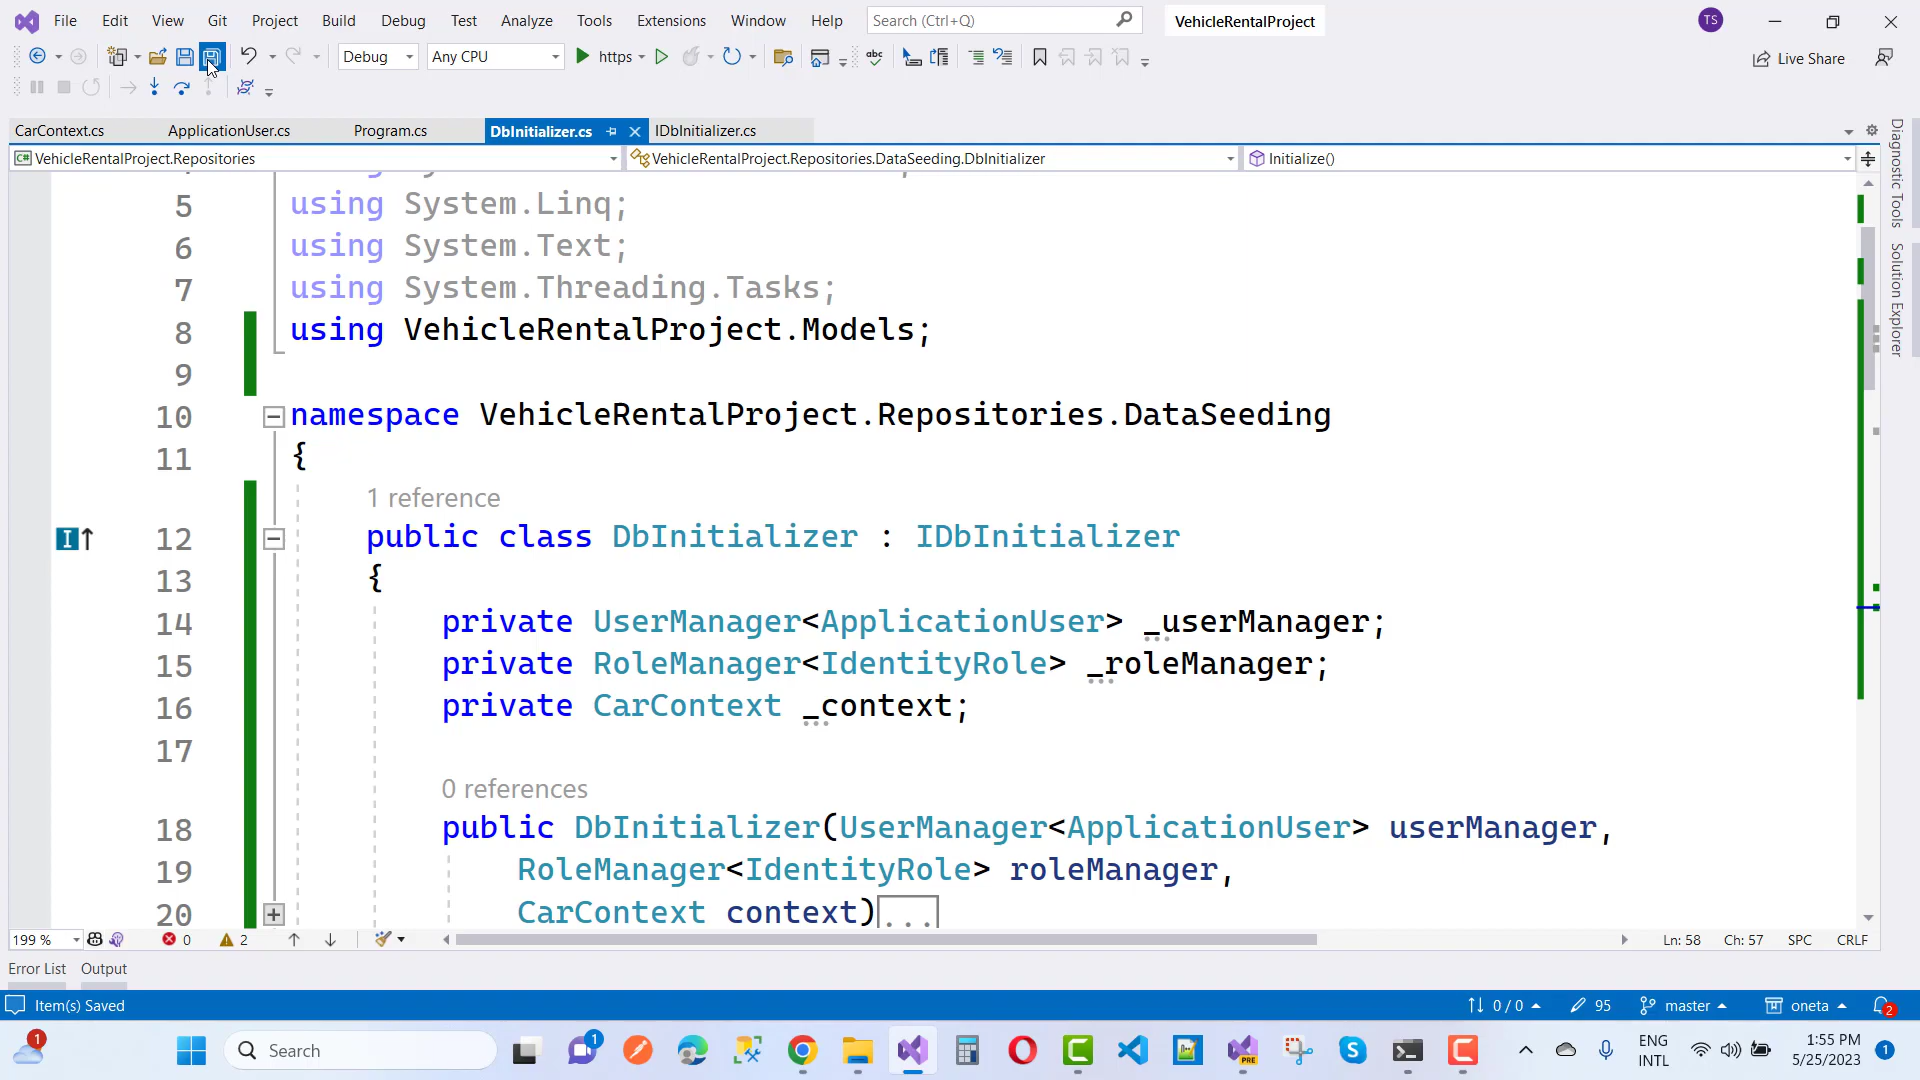 File Edit View Git Project Build Debug Test Analyze Tools Extensions Window Help Search (Ctrl+Q) VehicleRentalProject TS
Debug Any CPU https Live Share
CarContext.cs ApplicationUser.cs Program.cs DbInitializer.cs IDbInitializer.cs
VehicleRentalProject.Repositories VehicleRentalProject.Repositories.DataSeeding.DbInitializer Initialize()
5 using System.Linq;
6 using System.Text;
7 using System.Threading.Tasks;
8 using VehicleRentalProject.Models;
9
10 namespace VehicleRentalProject.Repositories.DataSeeding
11 {
1 reference
12 public class DbInitializer : IDbInitializer
13 {
14 private UserManager<ApplicationUser> _userManager;
15 private RoleManager<IdentityRole> _roleManager;
16 private CarContext _context;
17
0 references
18 public DbInitializer(UserManager<ApplicationUser> userManager,
19 RoleManager<IdentityRole> roleManager,
20 CarContext context)...
Diagnostic Tools
Solution Explorer
199 % 0 2 Ln: 58 Ch: 57 SPC CRLF
Error List Output
Item(s) Saved 0 / 0 95 master oneta 2
1 Search 1 PRE ENG INTL 1:55 PM 5/25/2023 1